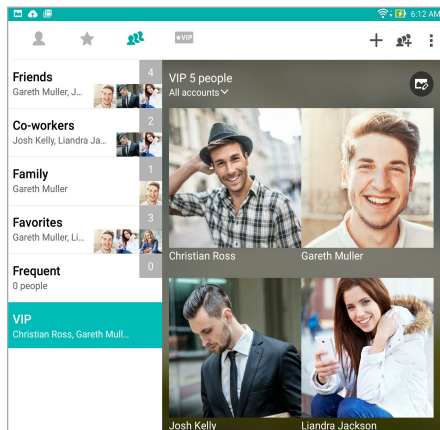 6:12 AM
VIP
Friends
4
Gareth Muller, J...
Co-workers
2
Josh Kelly, Liandra Ja...
Family
1
Gareth Muller
Favorites
3
Gareth Muller, Li...
Frequent
0
0 people
VIP
Christian Ross, Gareth Mull...
VIP 5 people
All accounts
Christian Ross
Gareth Muller
Josh Kelly
Liandra Jackson